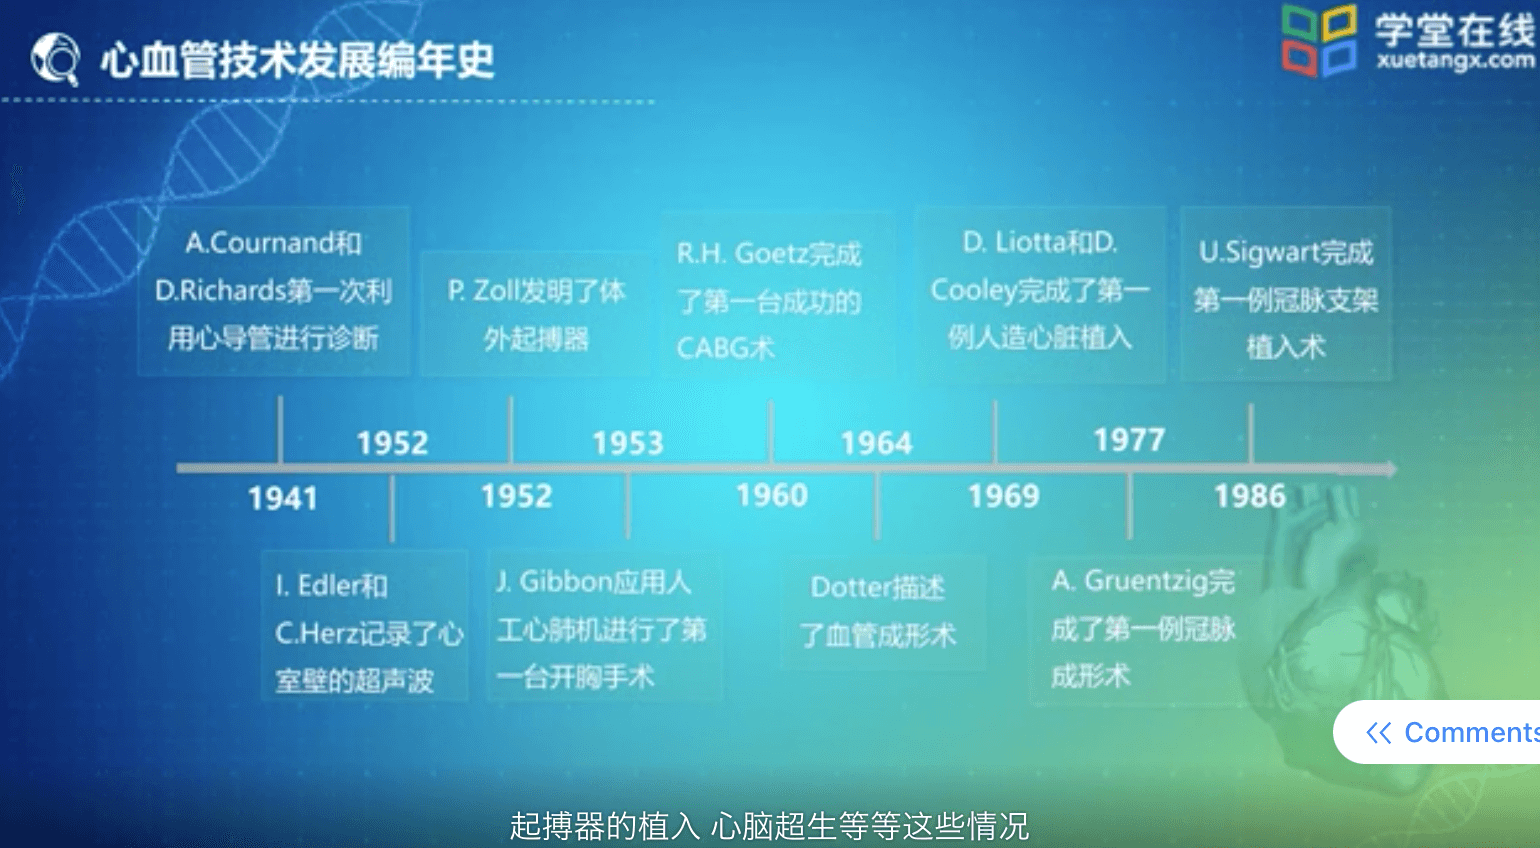 心血管技术发展编年史
学堂在线
xuetangx.com
A.Cournand和
D.Richards第一次利
用心导管进行诊断
P. Zoll发明了体
外起搏器
R.H. Goetz完成
了第一台成功的
CABG术
D. Liotta和D.
Cooley完成了第一
例人造心脏植入
U.Sigwart完成
第一例冠脉支架
植入术
1952
1953
1964
1977
1941
1952
1960
1969
1986
I. Edler和
C.Herz记录了心
室壁的超声波
J. Gibbon应用人
工心肺机进行了第
一台开胸手术
Dotter描述
了血管成形术
A. Gruentzig完
成了第一例冠脉
成形术
Comments
起搏器的植入 心脑超生等等这些情况